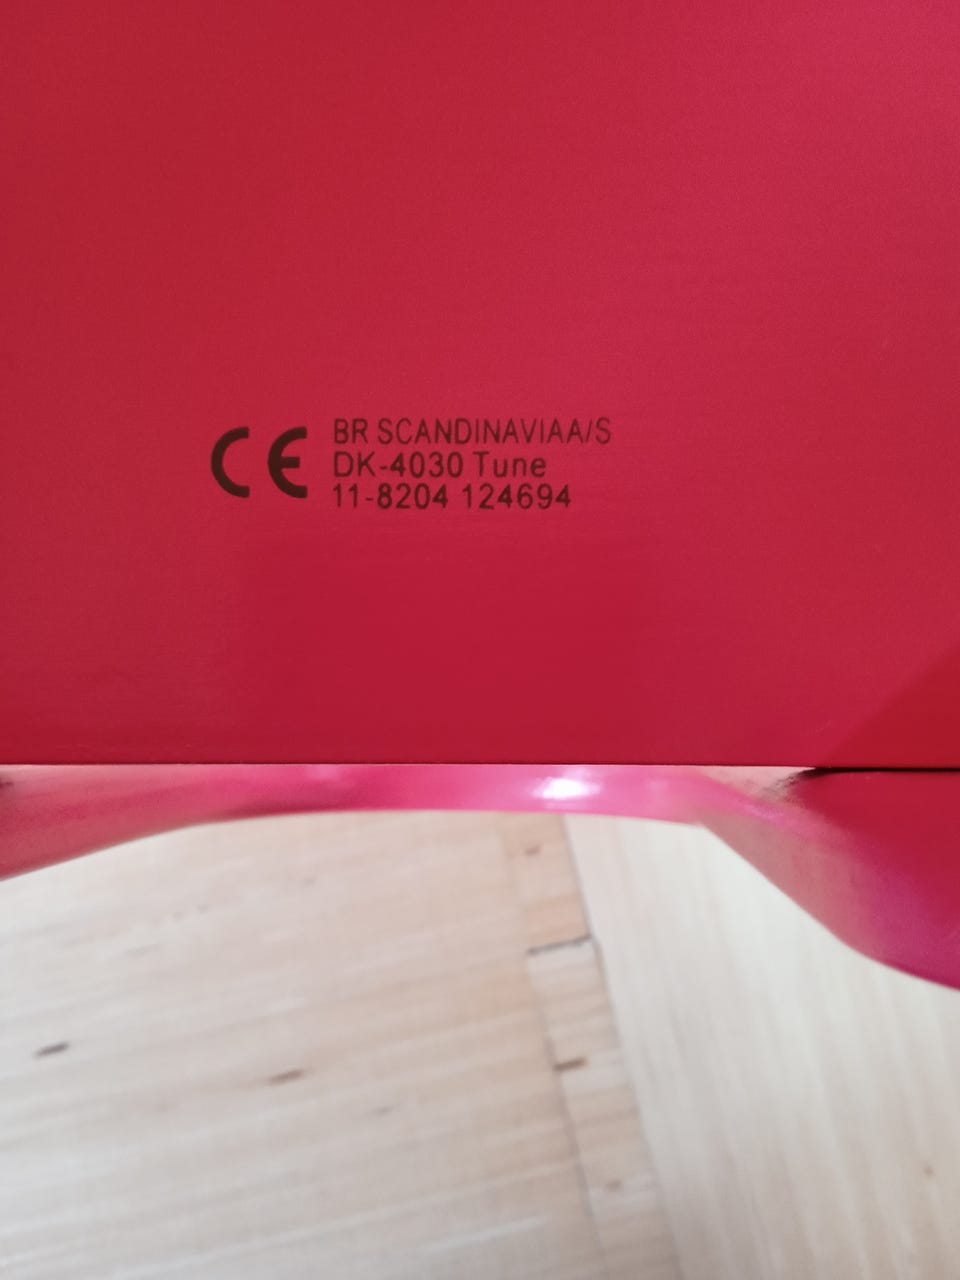 CE
BR SCANDINAVIAA/S
DK-4030 Tune
11-8204 124694